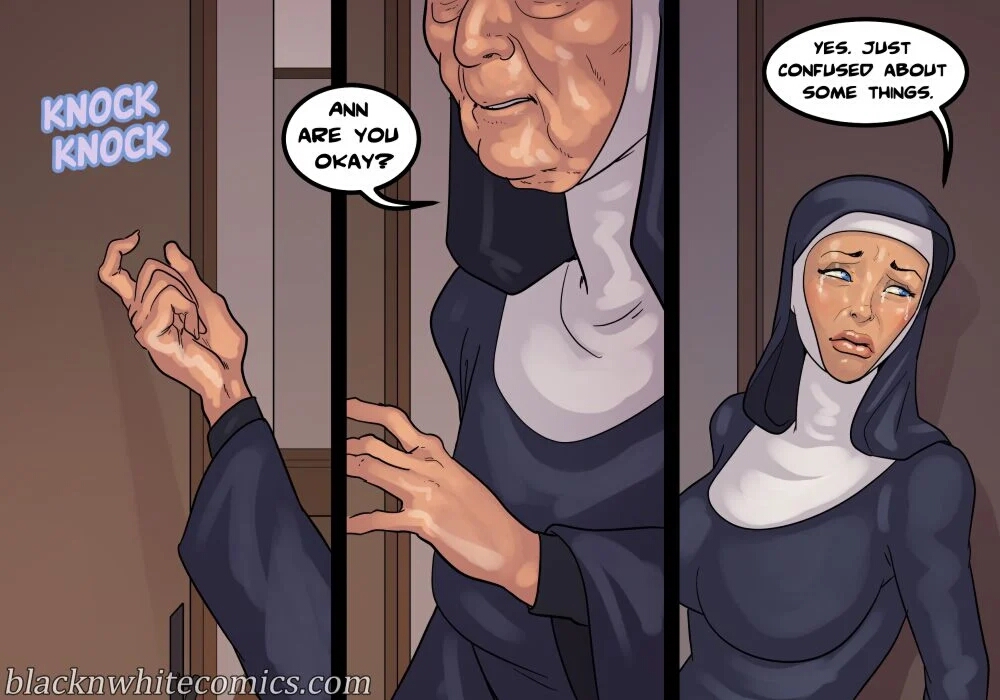 KNOCK
KNOCK
ANN
ARE YOU
OKAY?
YES. JUST
CONFUSED ABOUT
SOME THINGS.
blacknwhitecomics.com